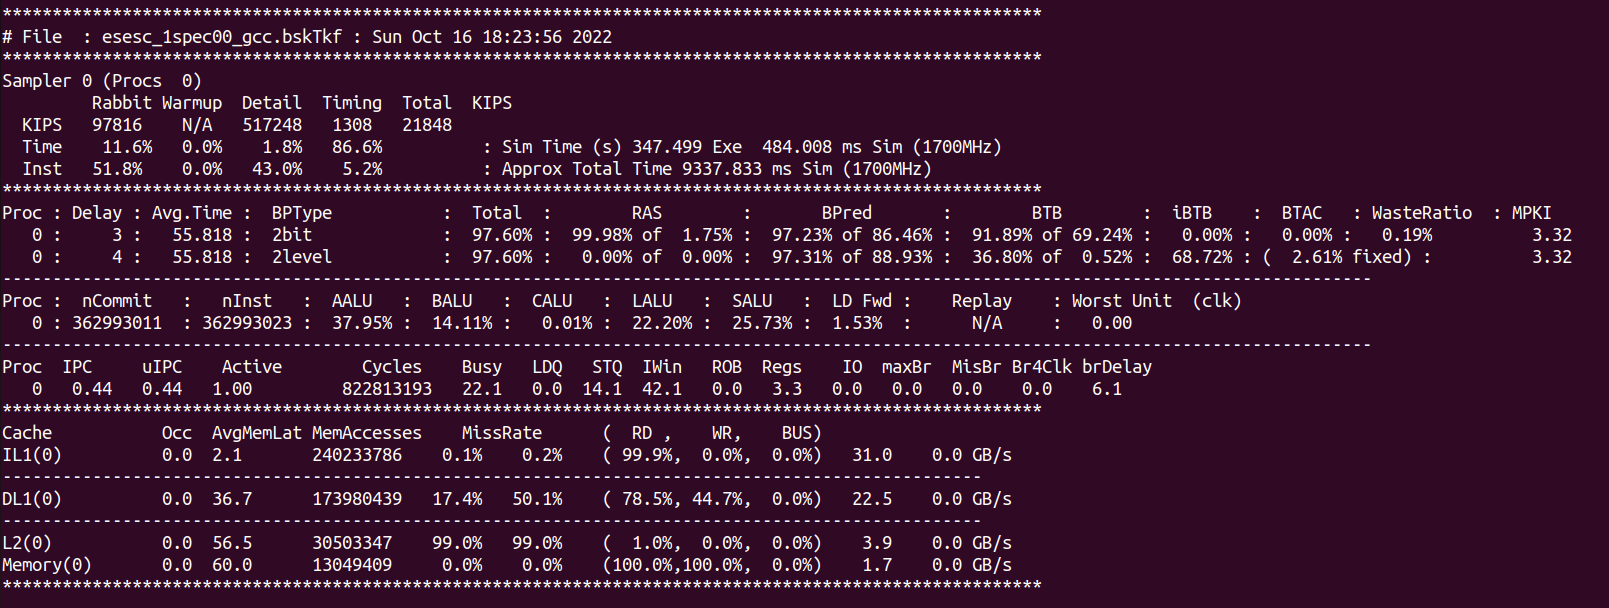 ********************************************************************************************************
# File  : esesc_1spec00_gcc.bskTkf : Sun Oct 16 18:23:56 2022
********************************************************************************************************
Sampler 0 (Procs  0)
         Rabbit Warmup  Detail  Timing  Total  KIPS
  KIPS   97816    N/A   517248   1308   21848
  Time    11.6%   0.0%    1.8%   86.6%          : Sim Time (s) 347.499 Exe  484.008 ms Sim (1700MHz)
  Inst   51.8%    0.0%   43.0%    5.2%          : Approx Total Time 9337.833 ms Sim (1700MHz)
********************************************************************************************************
Proc : Delay : Avg.Time :  BPType           :  Total  :        RAS        :       BPred       :        BTB        :  iBTB    :  BTAC   : WasteRatio  : MPKI
   0 :     3 :   55.818 :  2bit             :  97.60% :  99.98% of  1.75% :  97.23% of 86.46% :  91.89% of 69.24% :   0.00% :   0.00% :   0.19%          3.32
   0 :     4 :   55.818 :  2level           :  97.60% :   0.00% of  0.00% :  97.31% of 88.93% :  36.80% of  0.52% :  68.72% :(  2.61% fixed) :          3.32
-----------------------------------------------------------------------------------------------------------------------------------------
Proc :  nCommit   :   nInst   :  AALU   :  BALU   :  CALU   :  LALU   :  SALU   :  LD Fwd :    Replay    : Worst Unit  (clk)
   0 : 362993011  : 362993023 :  37.95% :  14.11% :   0.01% :  22.20% :  25.73% :  1.53%  :      N/A     :   0.00
-----------------------------------------------------------------------------------------------------------------------------------------
Proc  IPC     uIPC    Active        Cycles    Busy   LDQ   STQ  IWin   ROB  Regs    IO  maxBr  MisBr Br4Clk brDelay
   0   0.44   0.44    1.00         822813193  22.1   0.0  14.1  42.1   0.0   3.3   0.0   0.0   0.0     0.0    6.1
********************************************************************************************************
Cache           Occ  AvgMemLat MemAccesses    MissRate      (  RD ,    WR,    BUS)
IL1(0)          0.0  2.1       240233786    0.1%    0.2%    ( 99.9%,  0.0%,  0.0%)   31.0    0.0 GB/s
--------------------------------------------------------------------------------------------------
DL1(0)          0.0  36.7      173980439   17.4%   50.1%    ( 78.5%, 44.7%,  0.0%)   22.5    0.0 GB/s
--------------------------------------------------------------------------------------------------
L2(0)           0.0  56.5      30503347    99.0%   99.0%    (  1.0%,  0.0%,  0.0%)    3.9    0.0 GB/s
Memory(0)       0.0  60.0      13049409     0.0%    0.0%    (100.0%,100.0%,  0.0%)    1.7    0.0 GB/s
********************************************************************************************************